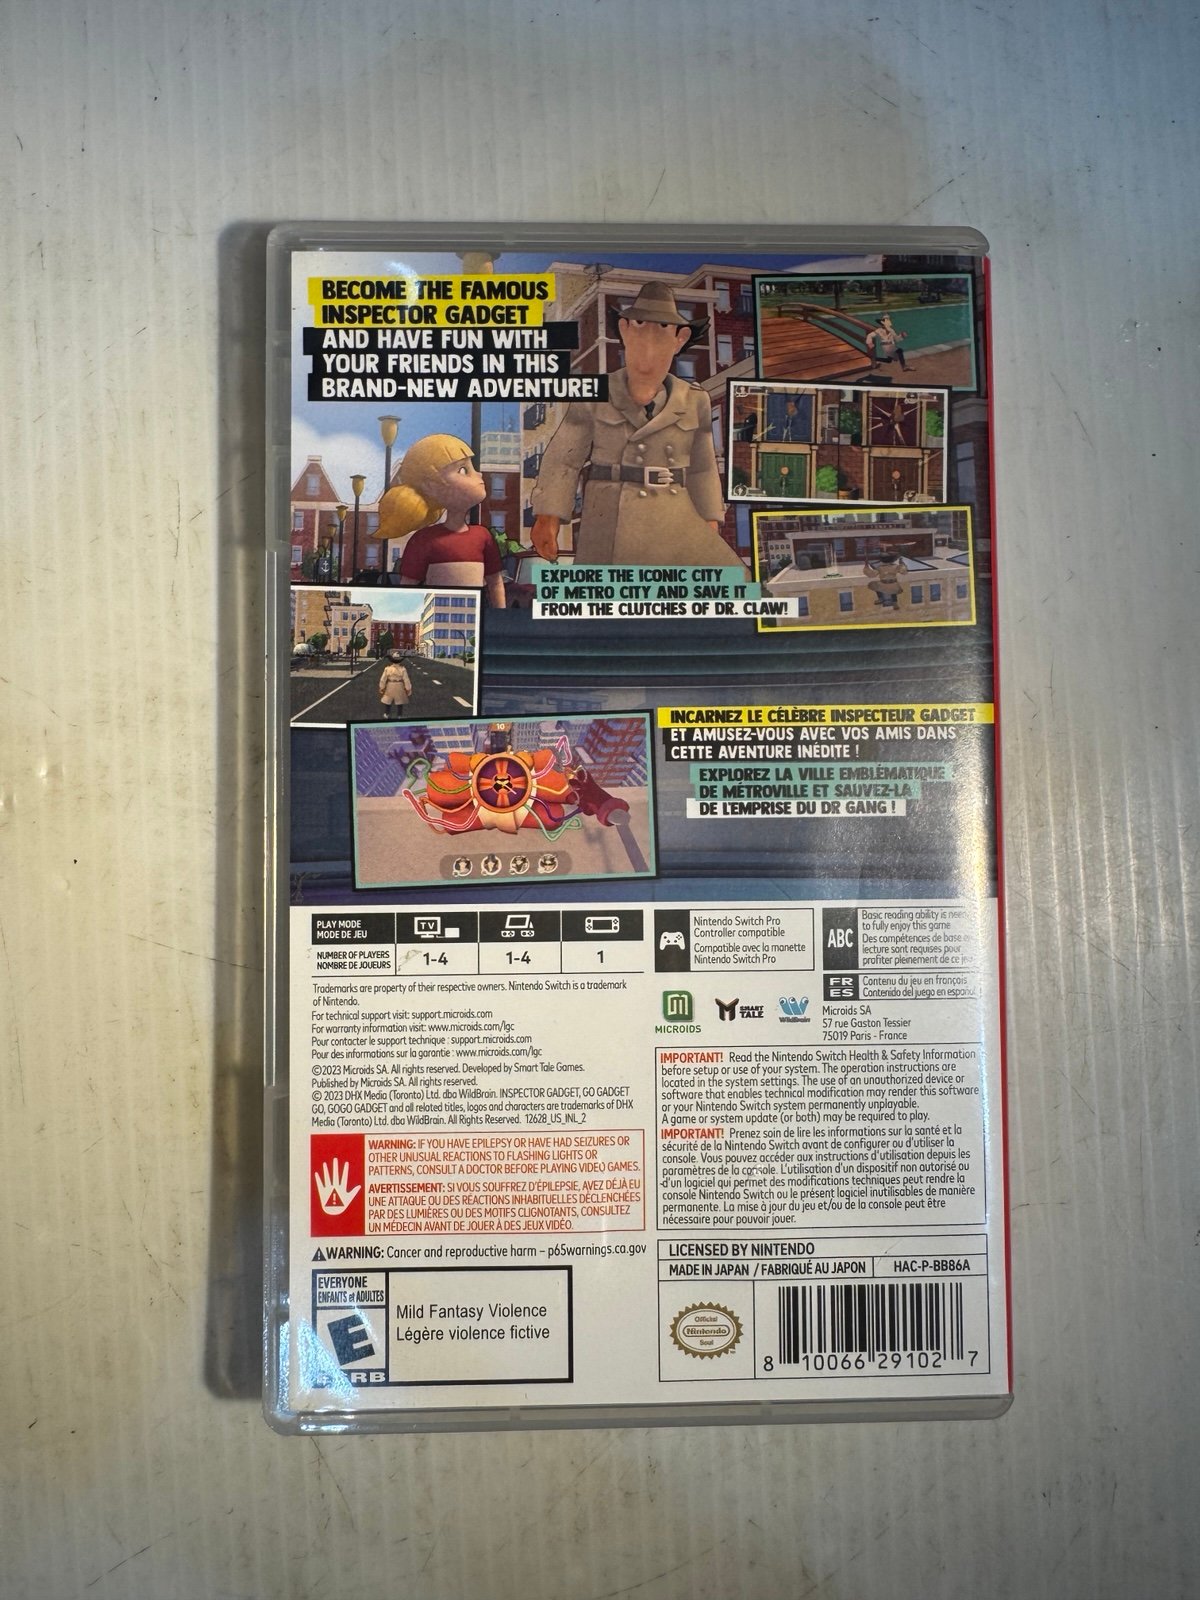 BECOME THE FAMOUS
INSPECTOR GADGET
AND HAVE FUN WITH
YOUR FRIENDS IN THIS
BRAND-NEW ADVENTURE!
EXPLORE THE ICONIC CITY
OF METRO CITY AND SAVE IT
FROM THE CLUTCHES OF DR. CLAW!
10
INCARNEZ LE CÉLÈBRE INSPECTEUR GADGET
ET AMUSEZ-VOUS AVEC VOS AMIS DANS
CETTE AVENTURE INÉDITE !
EXPLOREZ LA VILLE EMBLÉMATIQUE
DE MÉTROVILLE ET SAUVEZ-LA
DE L'EMPRISE DU DR GANG !
PLAY MODE
MODE DE JEU
TV
NUMBER OF PLAYERS
NOMBRE DE JOUEURS
1-4
1-4
1
Nintendo Switch Pro
Controller compatible
Compatible avec la manette
Nintendo Switch Pro
ABC
Basic reading ability is
to fully enjoy this game
Des compétences de base
lecture sont requises pour
profiter pleinement de ce
FR
ES
Contenu du jeu en français
Contenido del juego en español
Trademarks are property of their respective owners. Nintendo Switch is a trademark
of Nintendo.
For technical support visit: support.microids.com
For warranty information visit: www.microids.com/lgc
Pour contacter le support technique : support.microids.com
Pour des informations sur la garantie : www.microids.com/lgc
©2023 Microids SA. All rights reserved. Developed by Smart Tale Games.
Published by Microids SA. All rights reserved.
© 2023 DHX Media (Toronto) Ltd. dba WildBrain. INSPECTOR GADGET, GO GADGET
GO, GOGO GADGET and all related titles, logos and characters are trademarks of DHX
Media (Toronto) Ltd. dba WildBrain. All Rights Reserved. 12628_US_INL_2
MICROIDS
SMART
TALE
WildBrain
Microids SA
57 rue Gaston Tessier
75019 Paris - France
IMPORTANT! Read the Nintendo Switch Health & Safety Information
before setup or use of your system. The operation instructions are
located in the system settings. The use of an unauthorized device or
software that enables technical modification may render this software
or your Nintendo Switch system permanently unplayable.
A game or system update (or both) may be required to play.
IMPORTANT! Prenez soin de lire les informations sur la santé et la
sécurité de la Nintendo Switch avant de configurer ou d'utiliser la
console. Vous pouvez accéder aux instructions d'utilisation depuis les
paramètres de la console. L'utilisation d'un dispositif non autorisé ou
d'un logiciel qui permet des modifications techniques peut rendre la
console Nintendo Switch ou le présent logiciel inutilisables de manière
permanente. La mise à jour du jeu et/ou de la console peut être
nécessaire pour pouvoir jouer.
WARNING: IF YOU HAVE EPILEPSY OR HAVE HAD SEIZURES OR
OTHER UNUSUAL REACTIONS TO FLASHING LIGHTS OR
PATTERNS, CONSULT A DOCTOR BEFORE PLAYING VIDEO GAMES.
AVERTISSEMENT: SI VOUS SOUFFREZ D'ÉPILEPSIE, AVEZ DÉJÀ EU
UNE ATTAQUE OU DES RÉACTIONS INHABITUELLES DÉCLENCHÉES
PAR DES LUMIÈRES OU DES MOTIFS CLIGNOTANTS, CONSULTEZ
UN MÉDECIN AVANT DE JOUER À DES JEUX VIDÉO.
WARNING: Cancer and reproductive harm – p65warnings.ca.gov
EVERYONE
ENFANTS et ADULTES
E
Mild Fantasy Violence
Légère violence fictive
LICENSED BY NINTENDO
MADE IN JAPAN / FABRIQUÉ AU JAPON
HAC-P-BB86A
Official
Nintendo
Seal
8 10066 29102 7